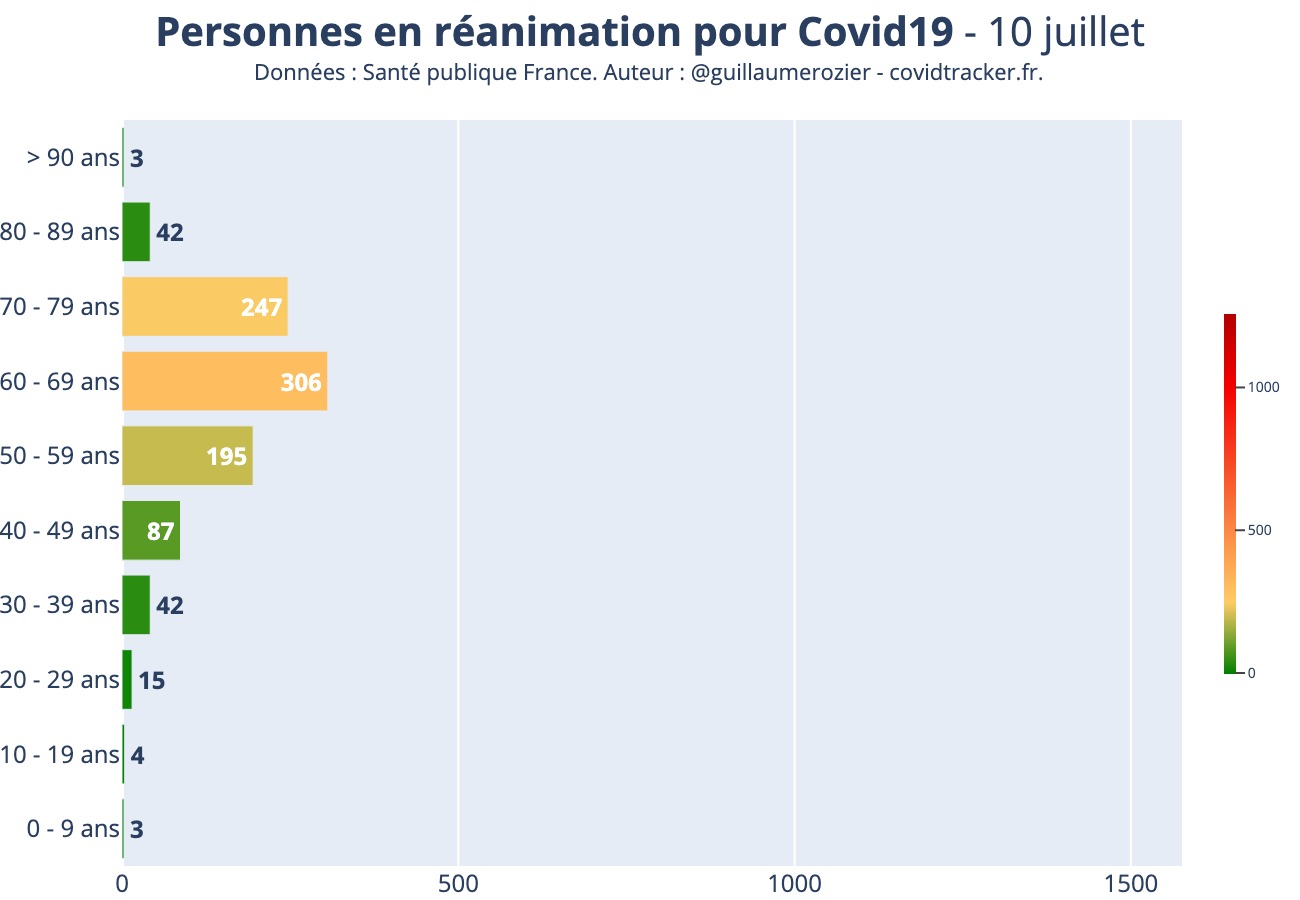 Personnes en réanimation pour Covid19 - 10 juillet
Données : Santé publique France. Auteur : @guillaumerozier - covidtracker.fr.
> 90 ans 3
80 - 89 ans 42
70 - 79 ans 247
60 - 69 ans 306
50 - 59 ans 195
40 - 49 ans 87
30 - 39 ans 42
20 - 29 ans 15
10 - 19 ans 4
0 - 9 ans 3
0 500 1000 1500
1000
500
0